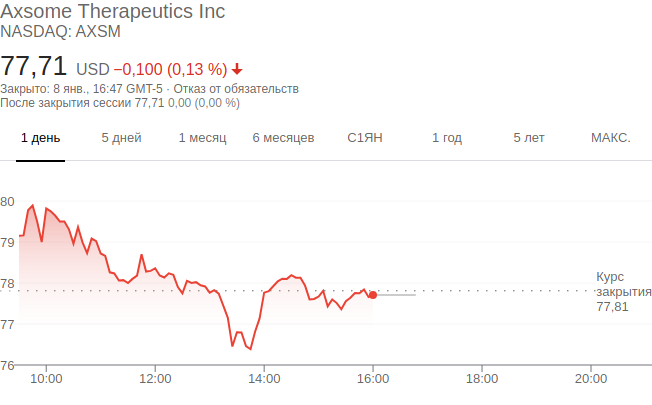 Axsome Therapeutics Inc
NASDAQ: AXSM
77,71 USD −0,100 (0,13 %)
Закрыто: 8 янв., 16:47 GMT-5 · Отказ от обязательств
После закрытия сессии 77,71 0,00 (0,00 %)
1 день 5 дней 1 месяц 6 месяцев С1ЯН 1 год 5 лет МАКС.
80
79
78
77
76
Курс
закрытия
77,81
10:00 12:00 14:00 16:00 18:00 20:00